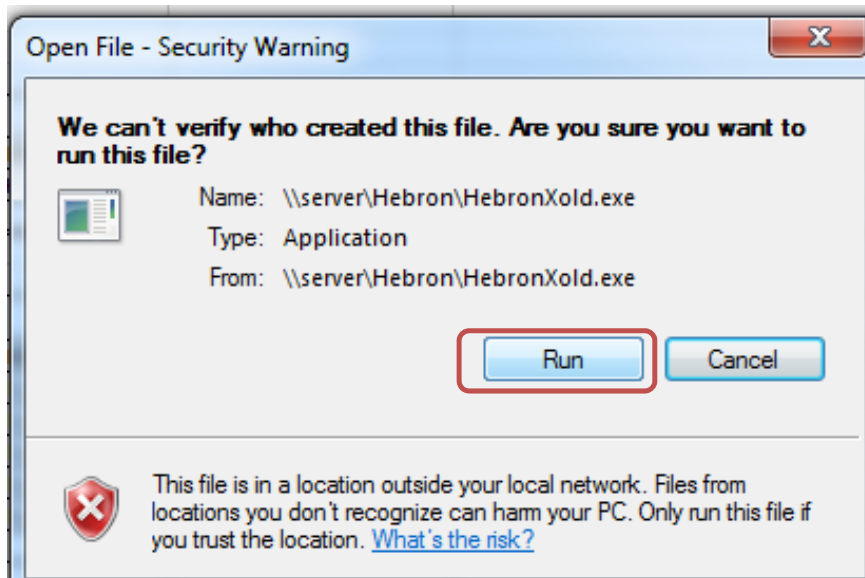 Open File - Security Warning
We can't verify who created this file. Are you sure you want to
run this file?
Name: \\server\Hebron\HebronXold.exe
Type: Application
From: \\server\Hebron\HebronXold.exe
Run Cancel
This file is in a location outside your local network. Files from
locations you don't recognize can harm your PC. Only run this file if
you trust the location. What's the risk?